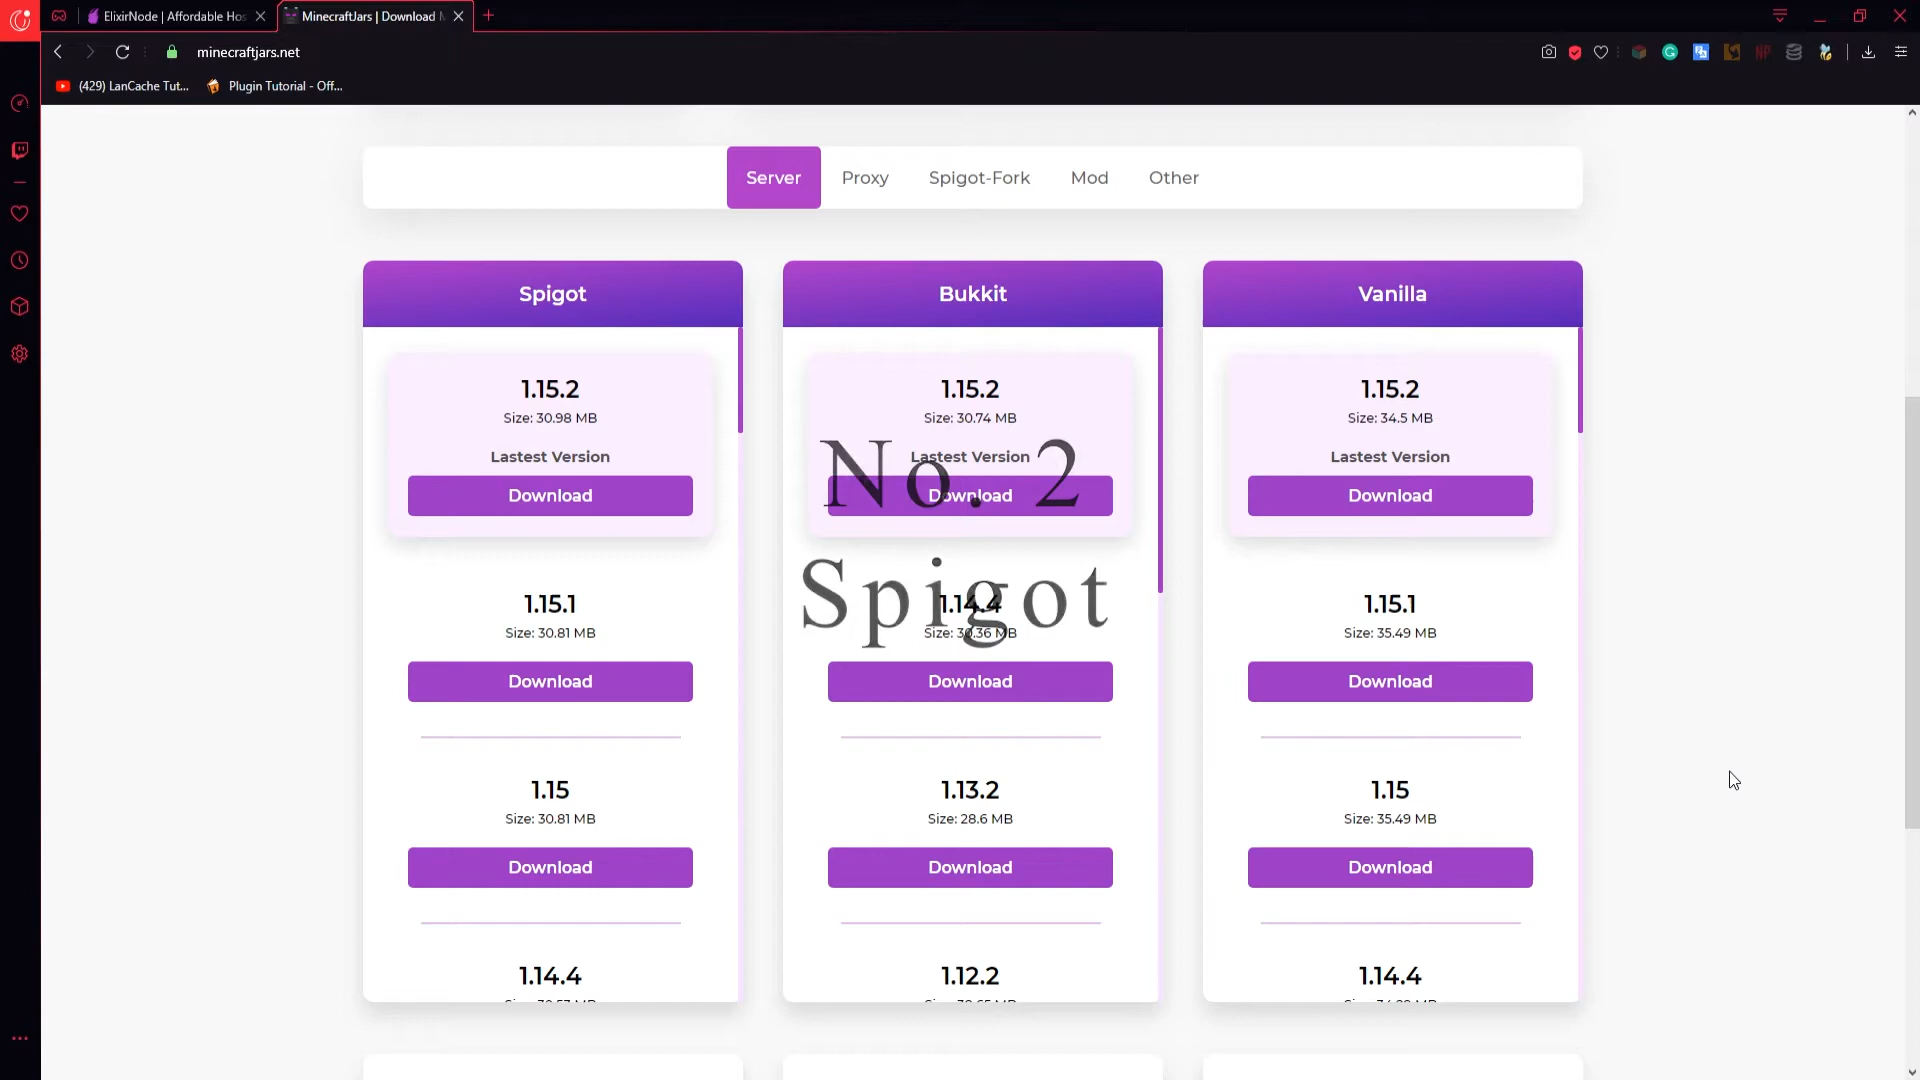 ElixirNode | Affordable Hos
MinecraftJars | Download
minecraftjars.net
(429) LanCache Tut...
Plugin Tutorial - Off...
Server
Proxy
Spigot-Fork
Mod
Other
Spigot
1.15.2
Size: 30.98 MB
Lastest Version
Download
1.15.1
Size: 30.81 MB
Download
1.15
Size: 30.81 MB
Download
1.14.4
Bukkit
1.15.2
Size: 30.74 MB
Lastest Version
Download
1.14.4
Size: 30.36 MB
Download
1.13.2
Size: 28.6 MB
Download
1.12.2
Vanilla
1.15.2
Size: 34.5 MB
Lastest Version
Download
1.15.1
Size: 35.49 MB
Download
1.15
Size: 35.49 MB
Download
1.14.4
No. 2
Spigot